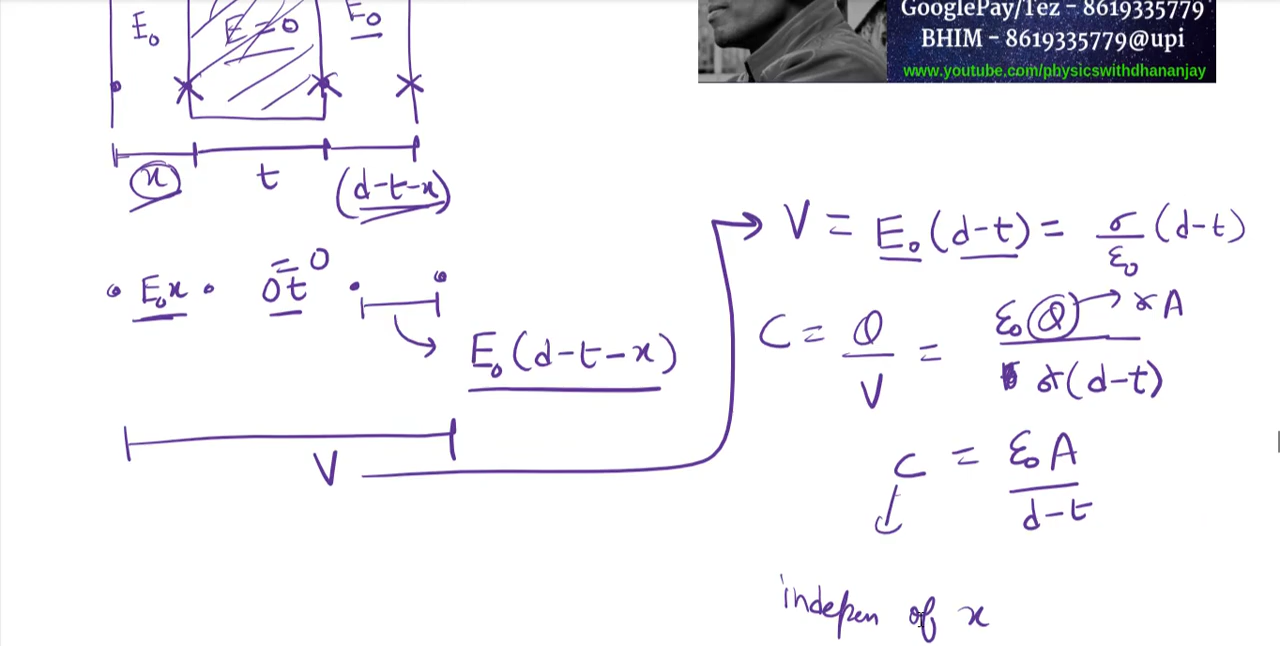 GooglePay/Tez - 8619335779
BHIM - 8619335779@upi
www.youtube.com/physicswithdhananjay
E₀ E=0 E₀
x t (d-t-x)
E₀x 0t = 0
E₀(d-t-x)
V
V = E₀(d-t) = σ/ε₀ (d-t)
C = Q/V = ε₀Q/σ(d-t) → σA
C = ε₀A/d-t
indepen of x